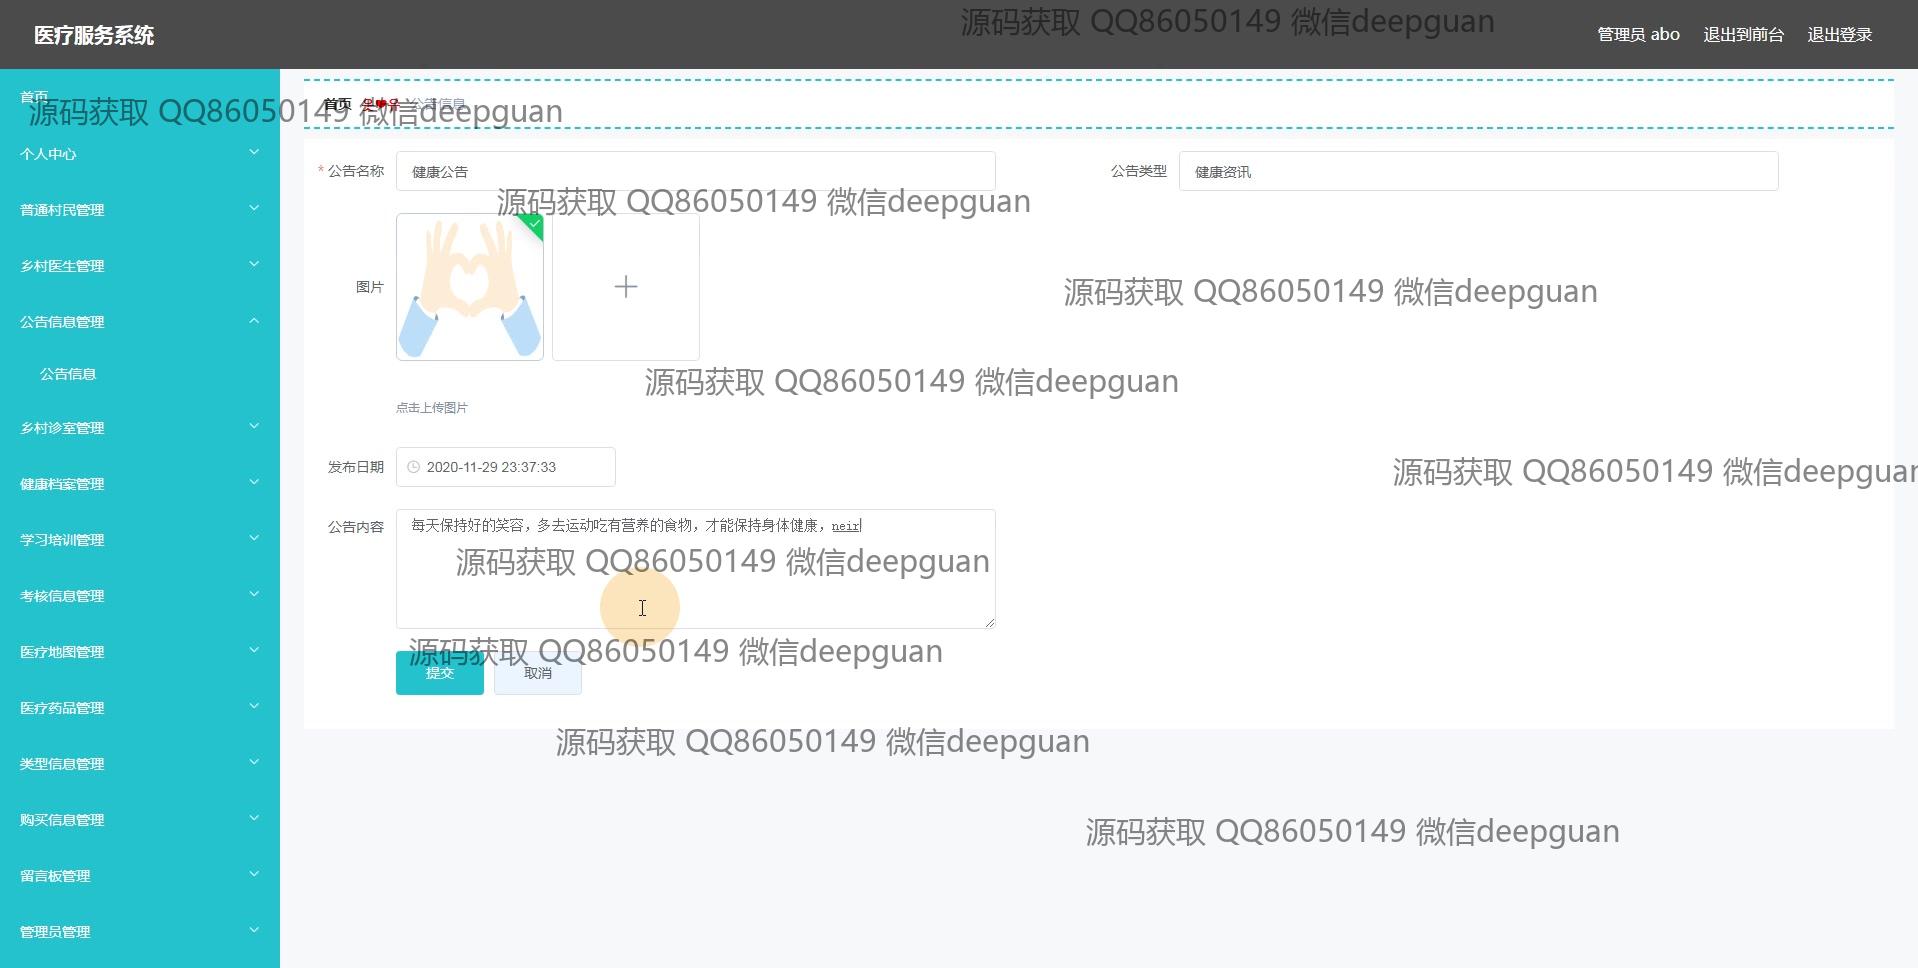 医疗服务系统
源码获取 QQ86050149 微信deepguan
管理员 abo
退出到前台
退出登录
首页
源码获取 QQ86050149 微信deepguan
首页
公告信息
个人中心
普通村民管理
乡村医生管理
公告信息管理
公告信息
乡村诊室管理
健康档案管理
学习培训管理
考核信息管理
医疗地图管理
医疗药品管理
类型信息管理
购买信息管理
留言板管理
管理员管理
* 公告名称
健康公告
公告类型
健康资讯
源码获取 QQ86050149 微信deepguan
图片
源码获取 QQ86050149 微信deepguan
源码获取 QQ86050149 微信deepguan
点击上传图片
发布日期
2020-11-29 23:37:33
源码获取 QQ86050149 微信deepguan
公告内容
每天保持好的笑容，多去运动吃有营养的食物，才能保持身体健康，neir
源码获取 QQ86050149 微信deepguan
源码获取 QQ86050149 微信deepguan
提交
取消
源码获取 QQ86050149 微信deepguan
源码获取 QQ86050149 微信deepguan